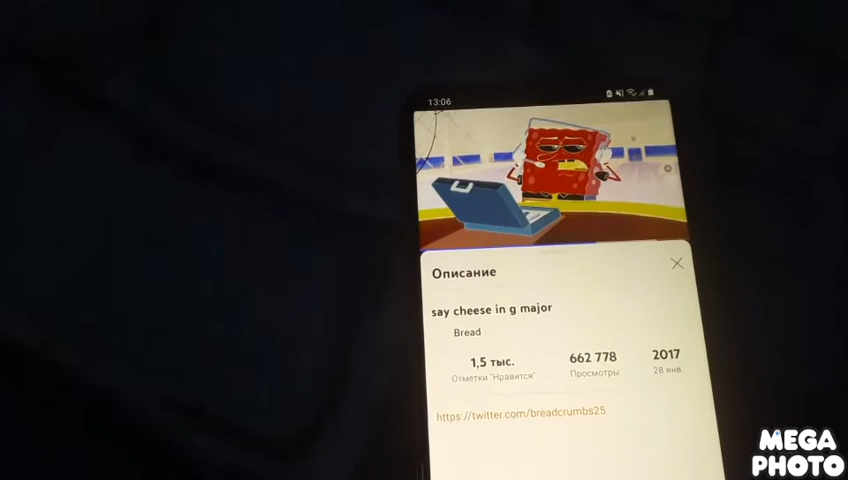 13:06
Описание
say cheese in g major
Bread
1,5 тыс.
662 778
2017
Отметки "Нравится"
Просмотры
28 янв.
https://twitter.com/breadcrumbs25
MEGA
PHOTO